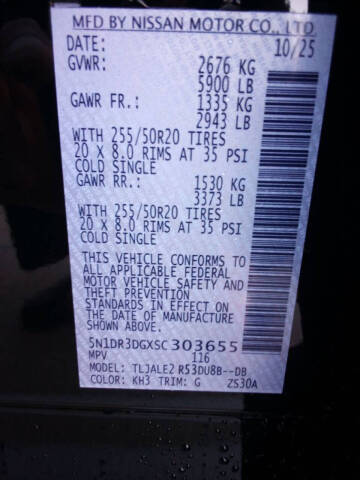 MFD BY NISSAN MOTOR CO., LTD
DATE: 10/25
GVWR: 2676 KG
5900 LB
GAWR FR.: 1335 KG
2943 LB
WITH 255/50R20 TIRES
20 X 8.0 RIMS AT 35 PSI
COLD SINGLE
GAWR RR.: 1530 KG
3373 LB
WITH 255/50R20 TIRES
20 X 8.0 RIMS AT 35 PSI
COLD SINGLE
THIS VEHICLE CONFORMS TO
ALL APPLICABLE FEDERAL
MOTOR VEHICLE SAFETY AND
THEFT PREVENTION
STANDARDS IN EFFECT ON
THE DATE OF MANUFACTURE
SHOWN ABOVE.
5N1DR3DGXSC303655
MPV 116
MODEL: TLJALE2 R53DU8B--DB
COLOR: KH3 TRIM: G ZS30A